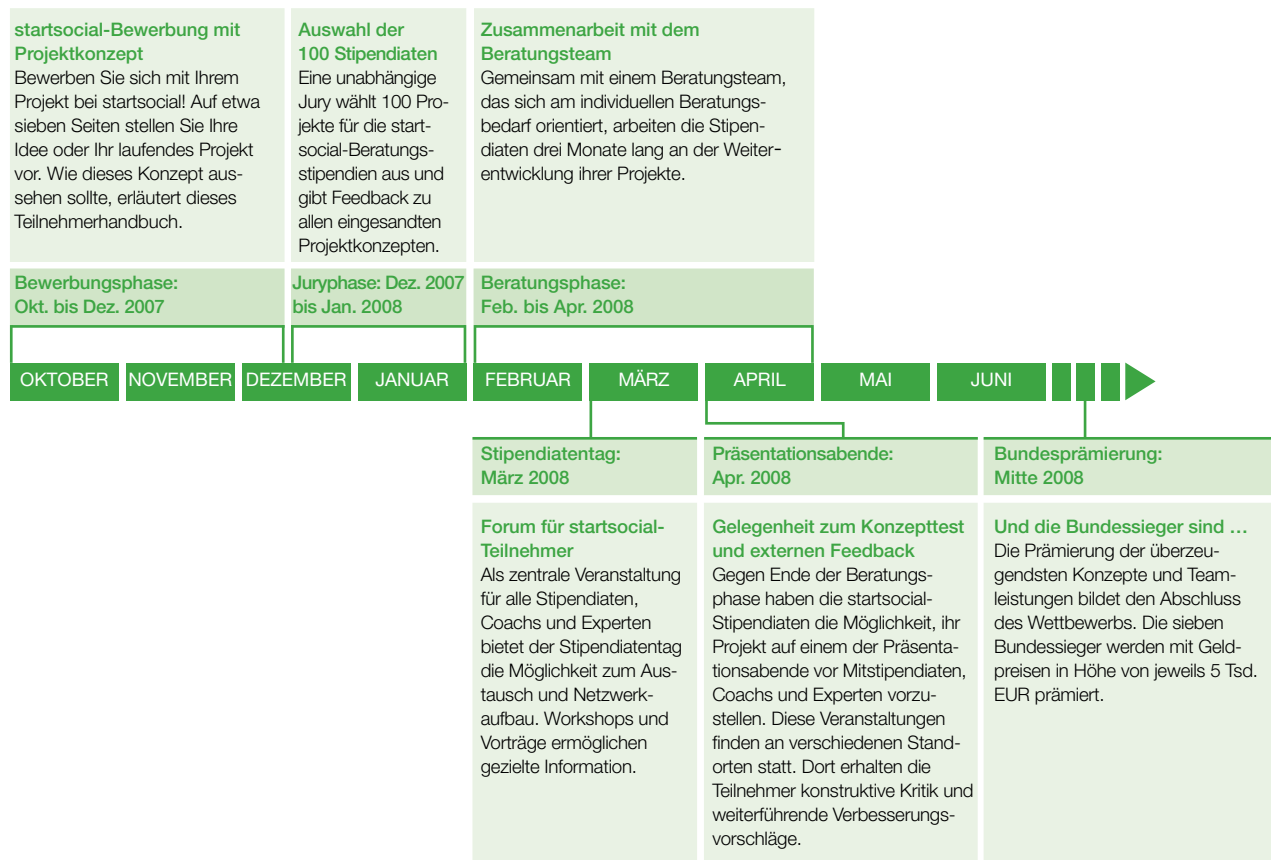 startsocial-Bewerbung mit
Projektkonzept
Bewerben Sie sich mit Ihrem
Projekt bei startsocial! Auf etwa
sieben Seiten stellen Sie Ihre
Idee oder Ihr laufendes Projekt
vor. Wie dieses Konzept aus-
sehen sollte, erläutert dieses
Teilnehmerhandbuch.
Auswahl der
100 Stipendiaten
Eine unabhängige
Jury wählt 100 Pro-
jekte für die start-
social-Beratungs-
stipendien aus und
gibt Feedback zu
allen eingesandten
Projektkonzepten.
Zusammenarbeit mit dem
Beratungsteam
Gemeinsam mit einem Beratungsteam,
das sich am individuellen Beratungs-
bedarf orientiert, arbeiten die Stipen-
diaten drei Monate lang an der Weiter-
entwicklung ihrer Projekte.
Bewerbungsphase:
Okt. bis Dez. 2007
Juryphase: Dez. 2007
bis Jan. 2008
Beratungsphase:
Feb. bis Apr. 2008
OKTOBER NOVEMBER DEZEMBER JANUAR FEBRUAR MÄRZ APRIL MAI JUNI
Stipendiatentag:
März 2008
Präsentationsabende:
Apr. 2008
Bundesprämierung:
Mitte 2008
Forum für startsocial-
Teilnehmer
Als zentrale Veranstaltung
für alle Stipendiaten,
Coachs und Experten
bietet der Stipendiatentag
die Möglichkeit zum Aus-
tausch und Netzwerk-
aufbau. Workshops und
Vorträge ermöglichen
gezielte Information.
Gelegenheit zum Konzepttest
und externen Feedback
Gegen Ende der Beratungs-
phase haben die startsocial-
Stipendiaten die Möglichkeit, ihr
Projekt auf einem der Präsenta-
tionsabende vor Mitstipendiaten,
Coachs und Experten vorzu-
stellen. Diese Veranstaltungen
finden an verschiedenen Stand-
orten statt. Dort erhalten die
Teilnehmer konstruktive Kritik und
weiterführende Verbesserungs-
vorschläge.
Und die Bundessieger sind …
Die Prämierung der überzeu-
gendsten Konzepte und Team-
leistungen bildet den Abschluss
des Wettbewerbs. Die sieben
Bundessieger werden mit Geld-
preisen in Höhe von jeweils 5 Tsd.
EUR prämiert.